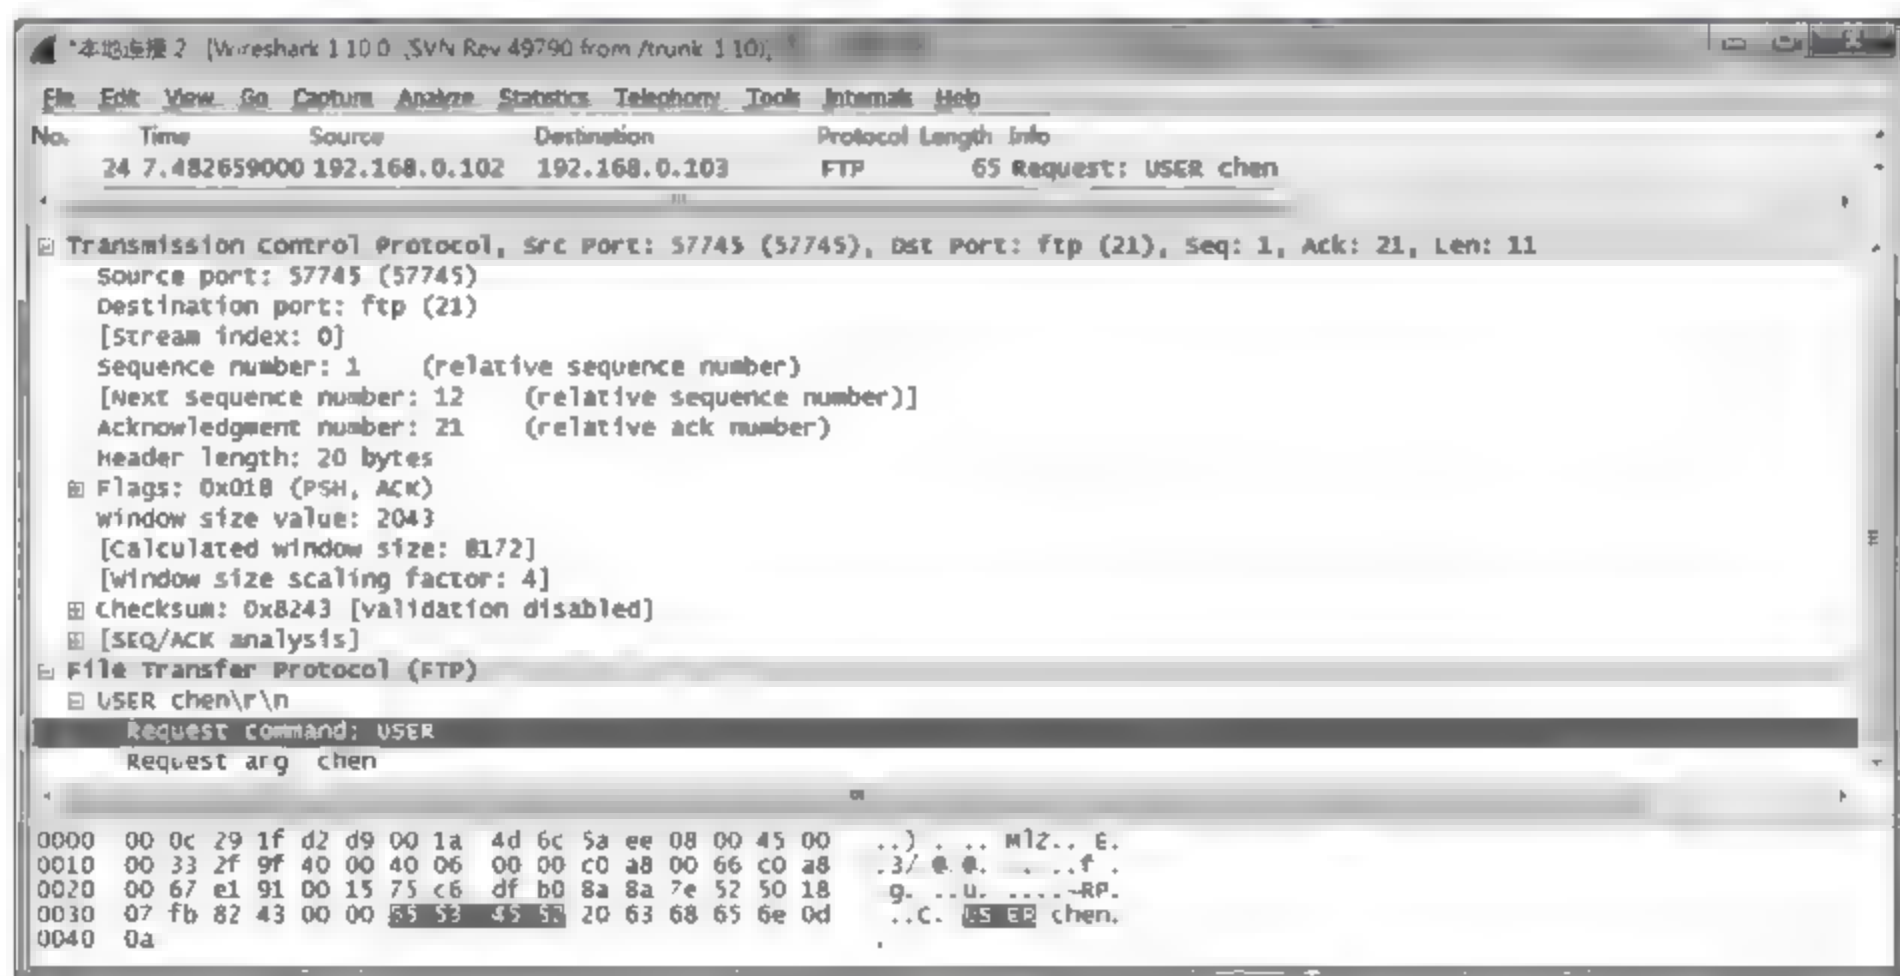 *本地连接 2 [Wireshark 1.10.0 (SVN Rev 49790 from /trunk-1.10)]
File Edit View Go Capture Analyze Statistics Telephony Tools Internals Help
No. Time Source Destination Protocol Length Info
24 7.482659000 192.168.0.102 192.168.0.103 FTP 65 Request: USER chen
Transmission Control Protocol, Src Port: 57745 (57745), Dst Port: ftp (21), Seq: 1, Ack: 21, Len: 11
Source port: 57745 (57745)
Destination port: ftp (21)
[Stream index: 0]
Sequence number: 1 (relative sequence number)
[Next sequence number: 12 (relative sequence number)]
Acknowledgment number: 21 (relative ack number)
Header length: 20 bytes
Flags: 0x018 (PSH, ACK)
Window size value: 2043
[Calculated window size: 8172]
[Window size scaling factor: 4]
Checksum: 0x8243 [validation disabled]
[SEQ/ACK analysis]
File Transfer Protocol (FTP)
USER chen\r\n
Request command: USER
Request arg chen
0000 00 0c 29 1f d2 d9 00 1a 4d 6c 5a ee 08 00 45 00 ..) . .. MlZ.. E.
0010 00 33 2f 9f 40 00 40 06 00 00 c0 a8 00 66 c0 a8 .3/ @.@. . ..f .
0020 00 67 e1 91 00 15 75 c6 df b0 8a 8a 7e 52 50 18 g. ..u. ....~RP.
0030 07 fb 82 43 00 00 55 53 45 52 20 63 68 65 6e 0d ..C. US ER chen.
0040 0a .